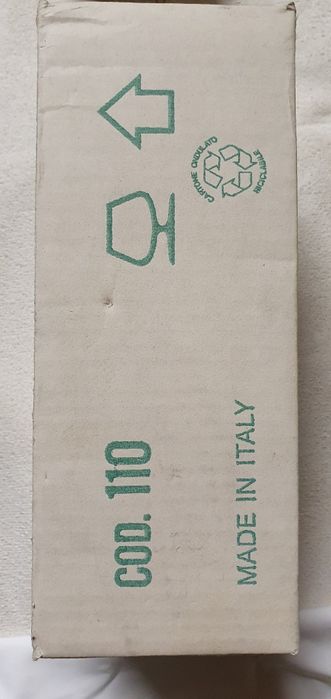 COD. 110
MADE IN ITALY
CARTONE ONDULATO
RICICLABILE